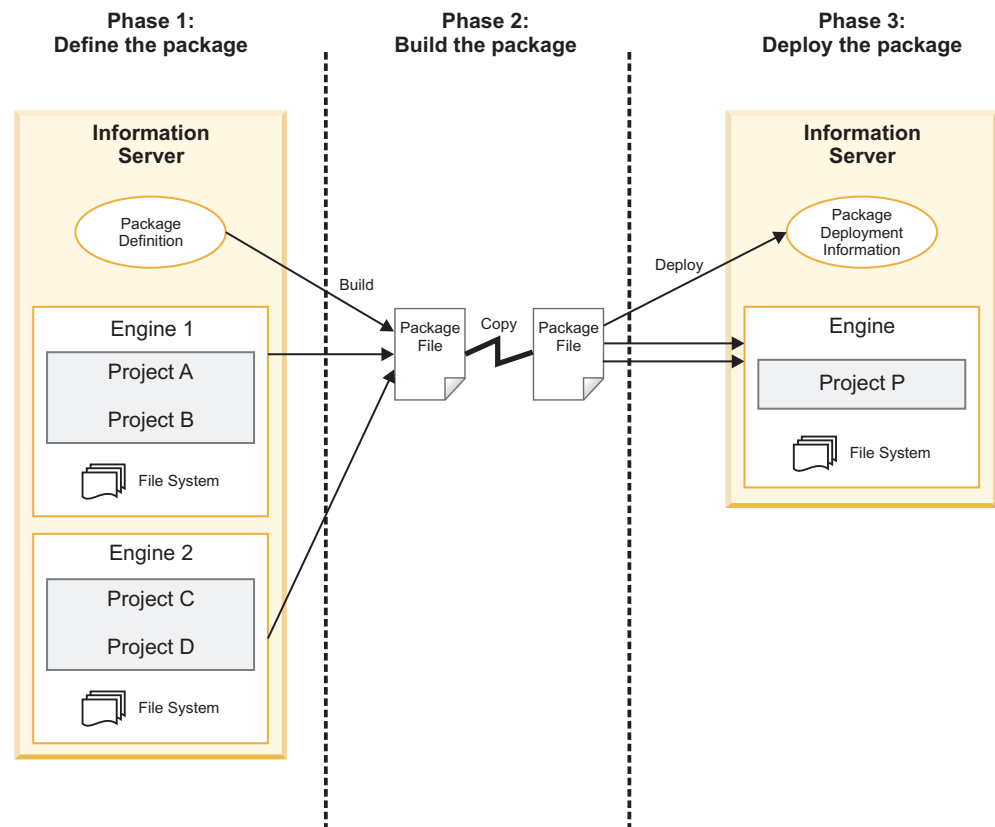 Phase 1:
Define the package
Phase 2:
Build the package
Phase 3:
Deploy the package
Information
Server
Package
Definition
Build
Engine 1
Project A
Project B
File System
Engine 2
Project C
Project D
File System
Package
File
Copy
Package
File
Deploy
Information
Server
Package
Deployment
Information
Engine
Project P
File System